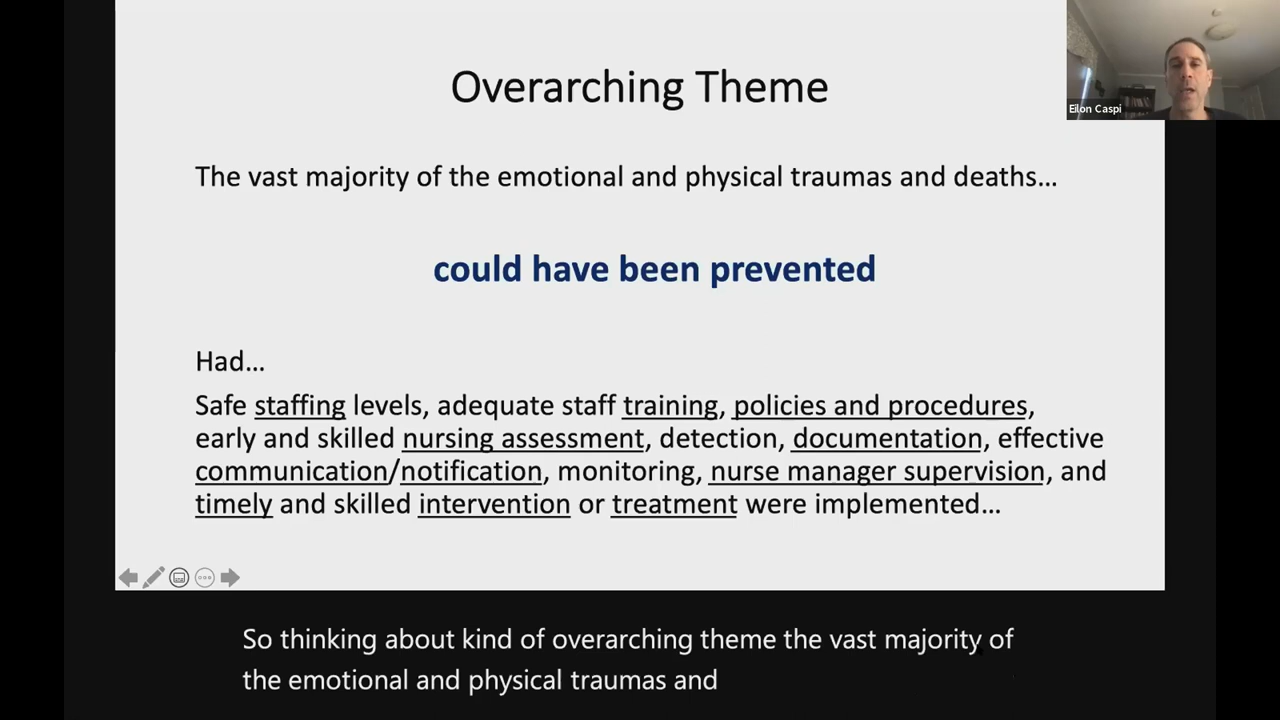 Overarching Theme
Eilon Caspi
The vast majority of the emotional and physical traumas and deaths...
could have been prevented
Had...
Safe staffing levels, adequate staff training, policies and procedures,
early and skilled nursing assessment, detection, documentation, effective
communication/notification, monitoring, nurse manager supervision, and
timely and skilled intervention or treatment were implemented...
So thinking about kind of overarching theme the vast majority of
the emotional and physical traumas and